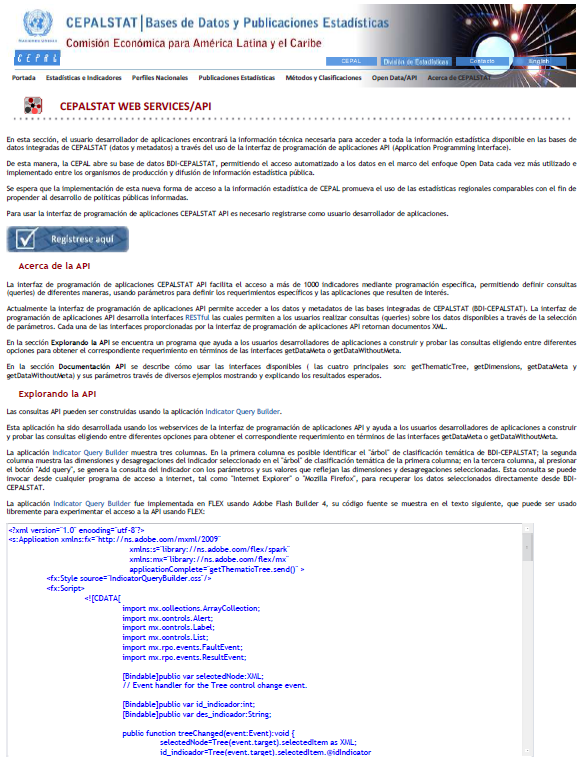 CEPALSTAT | Bases de Datos y Publicaciones Estadísticas
NACIONES UNIDAS
Comisión Económica para América Latina y el Caribe
CEPAL
CEPAL División de Estadísticas Contacto English
Portada Estadísticas e Indicadores Perfiles Nacionales Publicaciones Estadísticas Métodos y Clasificaciones Open Data/API Acerca de CEPALSTAT
CEPALSTAT WEB SERVICES/API
En esta sección, el usuario desarrollador de aplicaciones encontrará la información técnica necesaria para acceder a toda la información estadística disponible en las bases de
datos integradas de CEPALSTAT (datos y metadatos) a través del uso de la interfaz de programación de aplicaciones API (Application Programming Interface).
De esta manera, la CEPAL abre su base de datos BDI-CEPALSTAT, permitiendo el acceso automatizado a los datos en el marco del enfoque Open Data cada vez más utilizado e
implementado entre los organismos de producción y difusión de información estadística pública.
Se espera que la implementación de esta nueva forma de acceso a la información estadística de CEPAL promueva el uso de las estadísticas regionales comparables con el fin de
propender al desarrollo de políticas públicas informadas.
Para usar la interfaz de programación de aplicaciones CEPALSTAT API es necesario registrarse como usuario desarrollador de aplicaciones.
Regístrese aquí
Acerca de la API
La interfaz de programación de aplicaciones CEPALSTAT API facilita el acceso a más de 1000 indicadores mediante programación específica, permitiendo definir consultas
(queries) de diferentes maneras, usando parámetros para definir los requerimientos específicos y las aplicaciones que resulten de interés.
Actualmente la interfaz de programación de aplicaciones API permite acceder a los datos y metadatos de las bases integradas de CEPALSTAT (BDI-CEPALSTAT). La interfaz de
programación de aplicaciones API desarrolla interfaces RESTful las cuales permiten a los usuarios realizar consultas (queries) sobre los datos disponibles a través de la selección
de parámetros. Cada una de las interfaces proporcionadas por la interfaz de programación de aplicaciones API retornan documentos XML.
En la sección Explorando la API se encuentra un programa que ayuda a los usuarios desarrolladores de aplicaciones a construir y probar las consultas eligiendo entre diferentes
opciones para obtener el correspondiente requerimiento en términos de las interfaces getDataMeta o getDataWithoutMeta.
En la sección Documentación API se describe cómo usar las interfaces disponibles ( las cuatro principales son: getThematicTree, getDimensions, getDataMeta y
getDataWithoutMeta) y sus parámetros través de diversos ejemplos mostrando y explicando los resultados esperados.
Explorando la API
Las consultas API pueden ser construidas usando la aplicación Indicator Query Builder.
Esta aplicación ha sido desarrollada usando los webservices de la interfaz de programación de aplicaciones API y ayuda a los usuarios desarrolladores de aplicaciones a construir
y probar las consultas eligiendo entre diferentes opciones para obtener el correspondiente requerimiento en términos de las interfaces getDataMeta o getDataWithoutMeta.
La aplicación Indicator Query Builder muestra tres columnas. En la primera columna es posible identificar el "árbol" de clasificación temática de BDI-CEPALSTAT; la segunda
columna muestra las dimensiones y desagregaciones del indicador seleccionado en el "árbol" de clasificación temática de la primera columna; en la tercera columna, al presionar
el botón "Add query", se genera la consulta del indicador con los parámetros y sus valores que reflejan las dimensiones y desagregaciones seleccionadas. Esta consulta se puede
invocar desde cualquier programa de acceso a internet, tal como "Internet Explorer" o "Mozilla Firefox", para recuperar los datos seleccionados directamente desde BDI-
CEPALSTAT.
La aplicación Indicator Query Builder fue implementada en FLEX usando Adobe Flash Builder 4, su código fuente se muestra en el texto siguiente, que puede ser usado
libremente para experimentar el acceso a la API usando FLEX:
<?xml version="1.0" encoding="utf-8"?>
<s:Application xmlns:fx="http://ns.adobe.com/mxml/2009"
xmlns:s="library://ns.adobe.com/flex/spark"
xmlns:mx="library://ns.adobe.com/flex/mx"
applicationComplete="getThematicTree.send()" >
<fx:Style source="IndicatorQueryBuilder.css"/>
<fx:Script>
<![CDATA[
import mx.collections.ArrayCollection;
import mx.controls.Alert;
import mx.controls.Label;
import mx.controls.List;
import mx.rpc.events.FaultEvent;
import mx.rpc.events.ResultEvent;
[Bindable]public var selectedNode:XML;
// Event handler for the Tree control change event.
[Bindable]public var id_indicador:int;
[Bindable]public var des_indicador:String;
public function treeChanged(event:Event):void {
selectedNode=Tree(event.target).selectedItem as XML;
id_indicador=Tree(event.target).selectedItem.@idIndicator